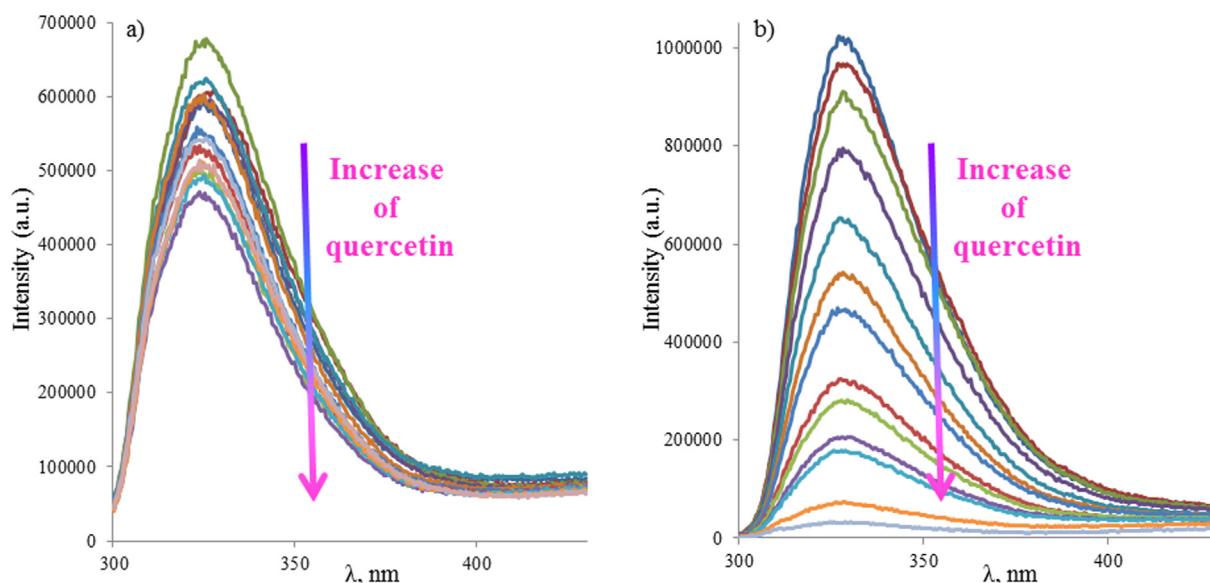 a)
700000
600000
500000
400000
300000
200000
100000
0
300
350
400
λ, nm
Intensity (a.u.)
Increase
of
quercetin
b)
1000000
800000
600000
400000
200000
0
300
350
400
λ, nm
Intensity (a.u.)
Increase
of
quercetin